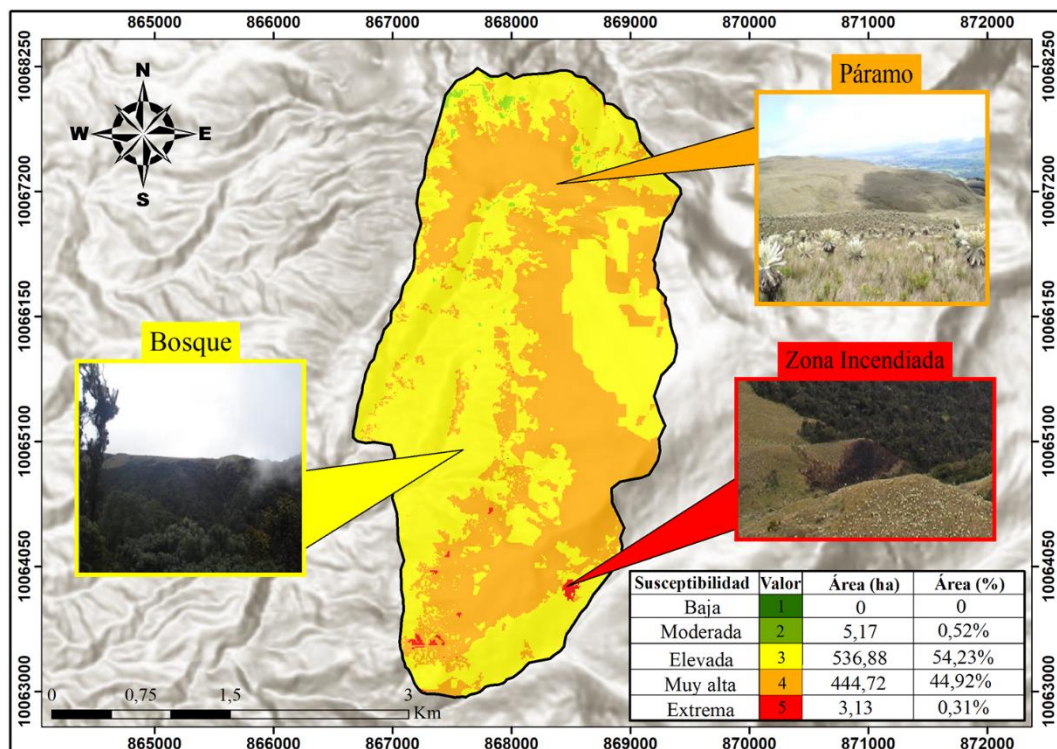 865000 866000 867000 868000 869000 870000 871000 872000
10068250 10068250
N
W E
S
Páramo
10067200 10067200
10066150 10066150
Bosque
Zona Incendiada
10065100 10065100
10064050 10064050
Susceptibilidad Valor Área (ha) Área (%)
Baja 1 0 0
Moderada 2 5,17 0,52%
Elevada 3 536,88 54,23%
Muy alta 4 444,72 44,92%
Extrema 5 3,13 0,31%
10063000 10063000
0 0,75 1,5 3
Km
865000 866000 867000 868000 869000 870000 871000 872000